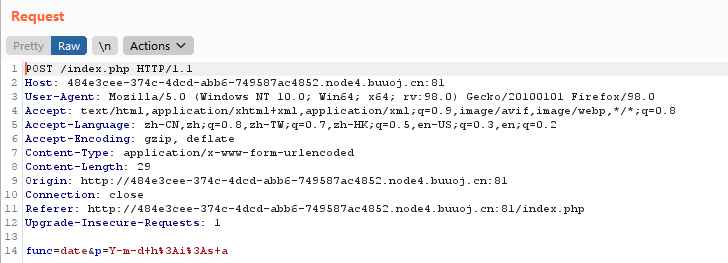 Request
Pretty Raw \n Actions
1 POST /index.php HTTP/1.1
2 Host: 484e3cee-374c-4dcd-abb6-749587ac4852.node4.buuoj.cn:81
3 User-Agent: Mozilla/5.0 (Windows NT 10.0; Win64; x64; rv:98.0) Gecko/20100101 Firefox/98.0
4 Accept: text/html,application/xhtml+xml,application/xml;q=0.9,image/avif,image/webp,*/*;q=0.8
5 Accept-Language: zh-CN,zh;q=0.8,zh-TW;q=0.7,zh-HK;q=0.5,en-US;q=0.3,en;q=0.2
6 Accept-Encoding: gzip, deflate
7 Content-Type: application/x-www-form-urlencoded
8 Content-Length: 29
9 Origin: http://484e3cee-374c-4dcd-abb6-749587ac4852.node4.buuoj.cn:81
10 Connection: close
11 Referer: http://484e3cee-374c-4dcd-abb6-749587ac4852.node4.buuoj.cn:81/index.php
12 Upgrade-Insecure-Requests: 1
13
14 func=date&p=Y-m-d+h%3Ai%3As+a